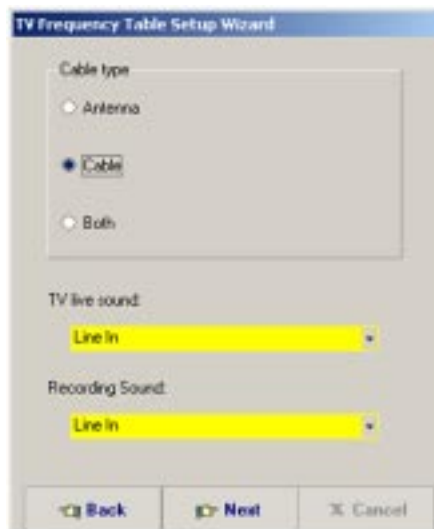 TV Frequency Table Setup Wizard
Cable type
Antenna
Cable
Both
TV live sound:
Line In
Recording Sound:
Line In
Back Next X Cancel